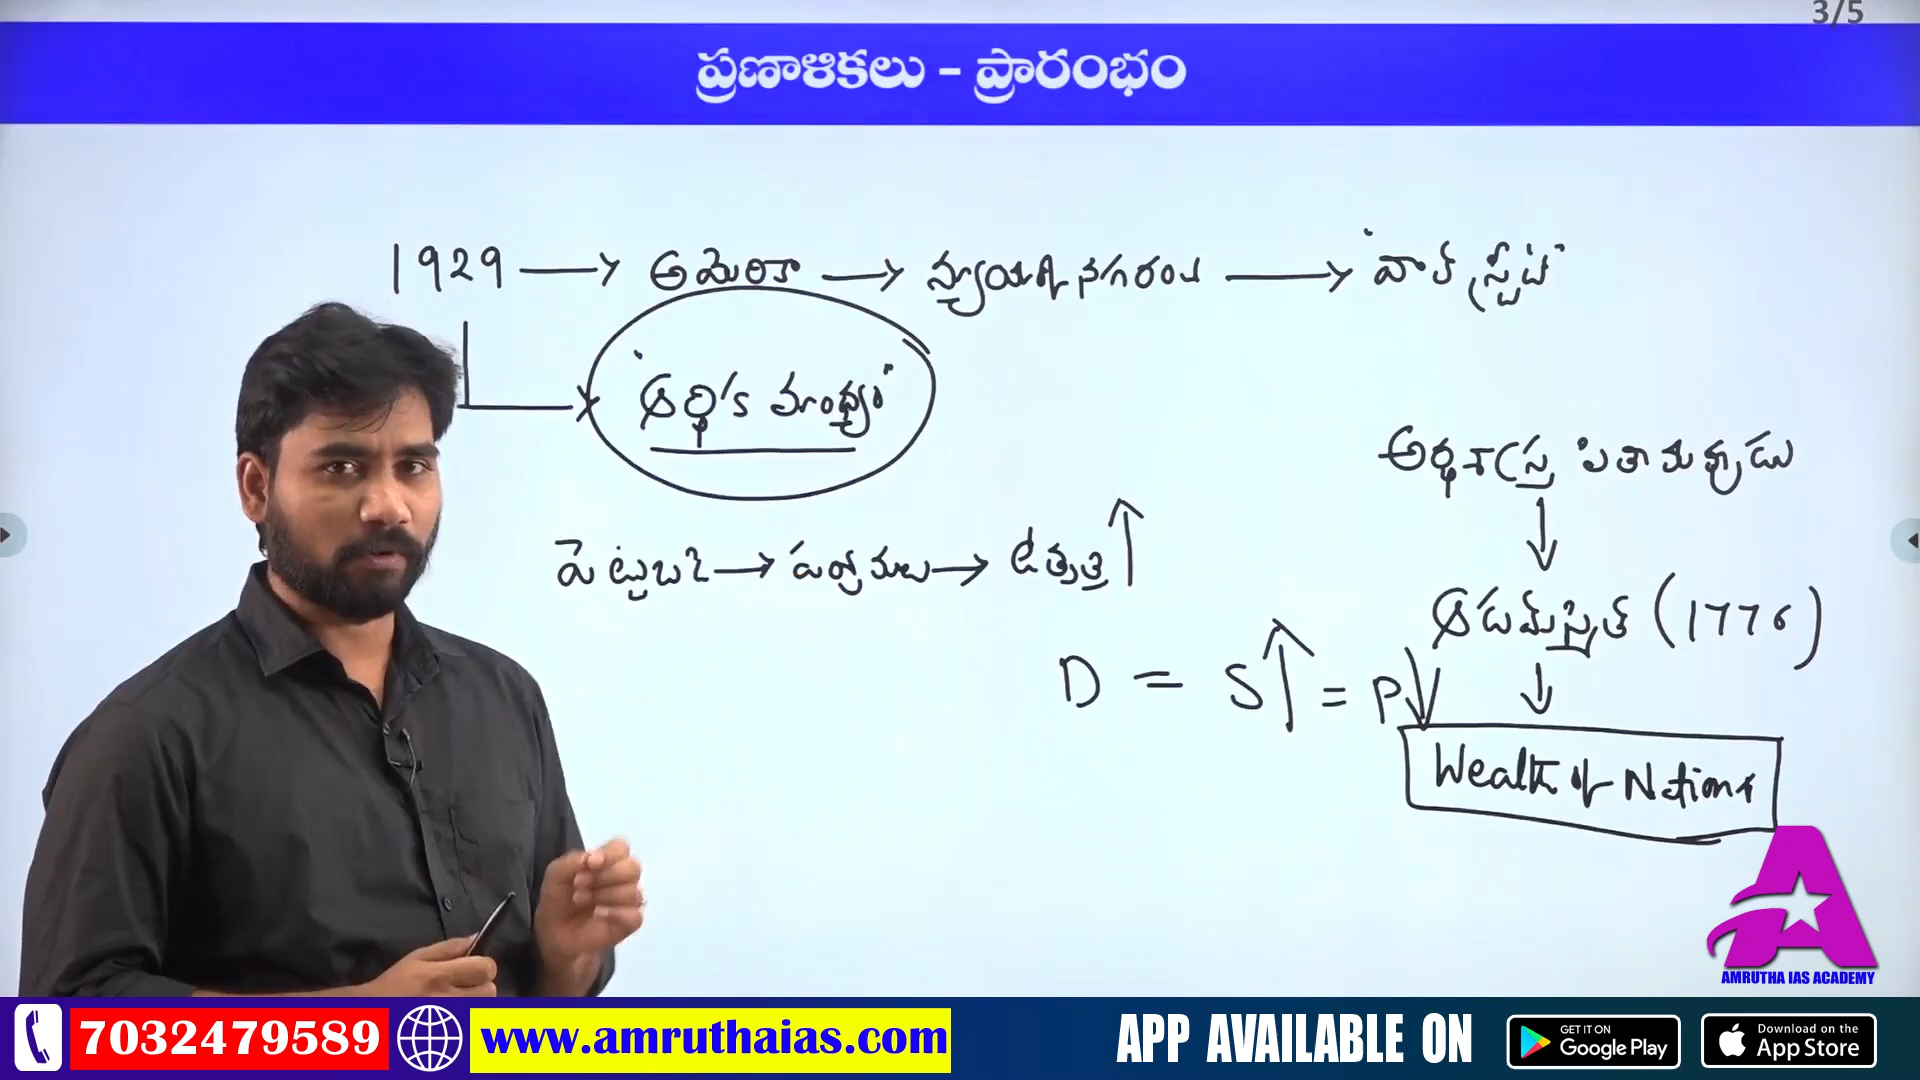 3/5
ప్రణాళికలు - ప్రారంభం
1929 → అమెరికా → న్యూయార్క్ నగరం → "వాల్ స్ట్రీట్"
"ఆర్థి's మాంధ్యం"
అర్థశాస్త్ర పితామహుడు
పెట్టుబడి → పరిశ్రమలు → ఉత్పత్తి ↑
ఆడమ్‌స్మిత్ (1776)
D = S↑ = P↓
Wealth of Nations
AMRUTHA IAS ACADEMY
7032479589
www.amruthaias.com
APP AVAILABLE ON
GET IT ON
Google Play
Download on the
App Store